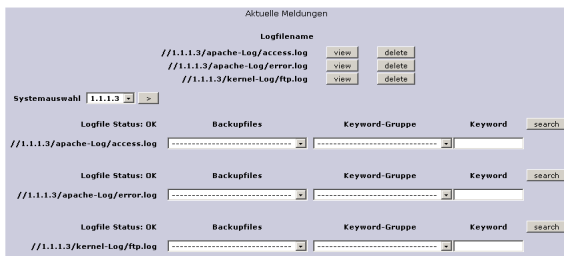 Aktuelle Meldungen
Logfilename
//1.1.1.3/apache-Log/access.log view delete
//1.1.1.3/apache-Log/error.log view delete
//1.1.1.3/kernel-Log/ftp.log view delete
Systemauswahl 1.1.1.3 >
Logfile Status: OK Backupfiles Keyword-Gruppe Keyword search
//1.1.1.3/apache-Log/access.log
Logfile Status: OK Backupfiles Keyword-Gruppe Keyword search
//1.1.1.3/apache-Log/error.log
Logfile Status: OK Backupfiles Keyword-Gruppe Keyword search
//1.1.1.3/kernel-Log/ftp.log